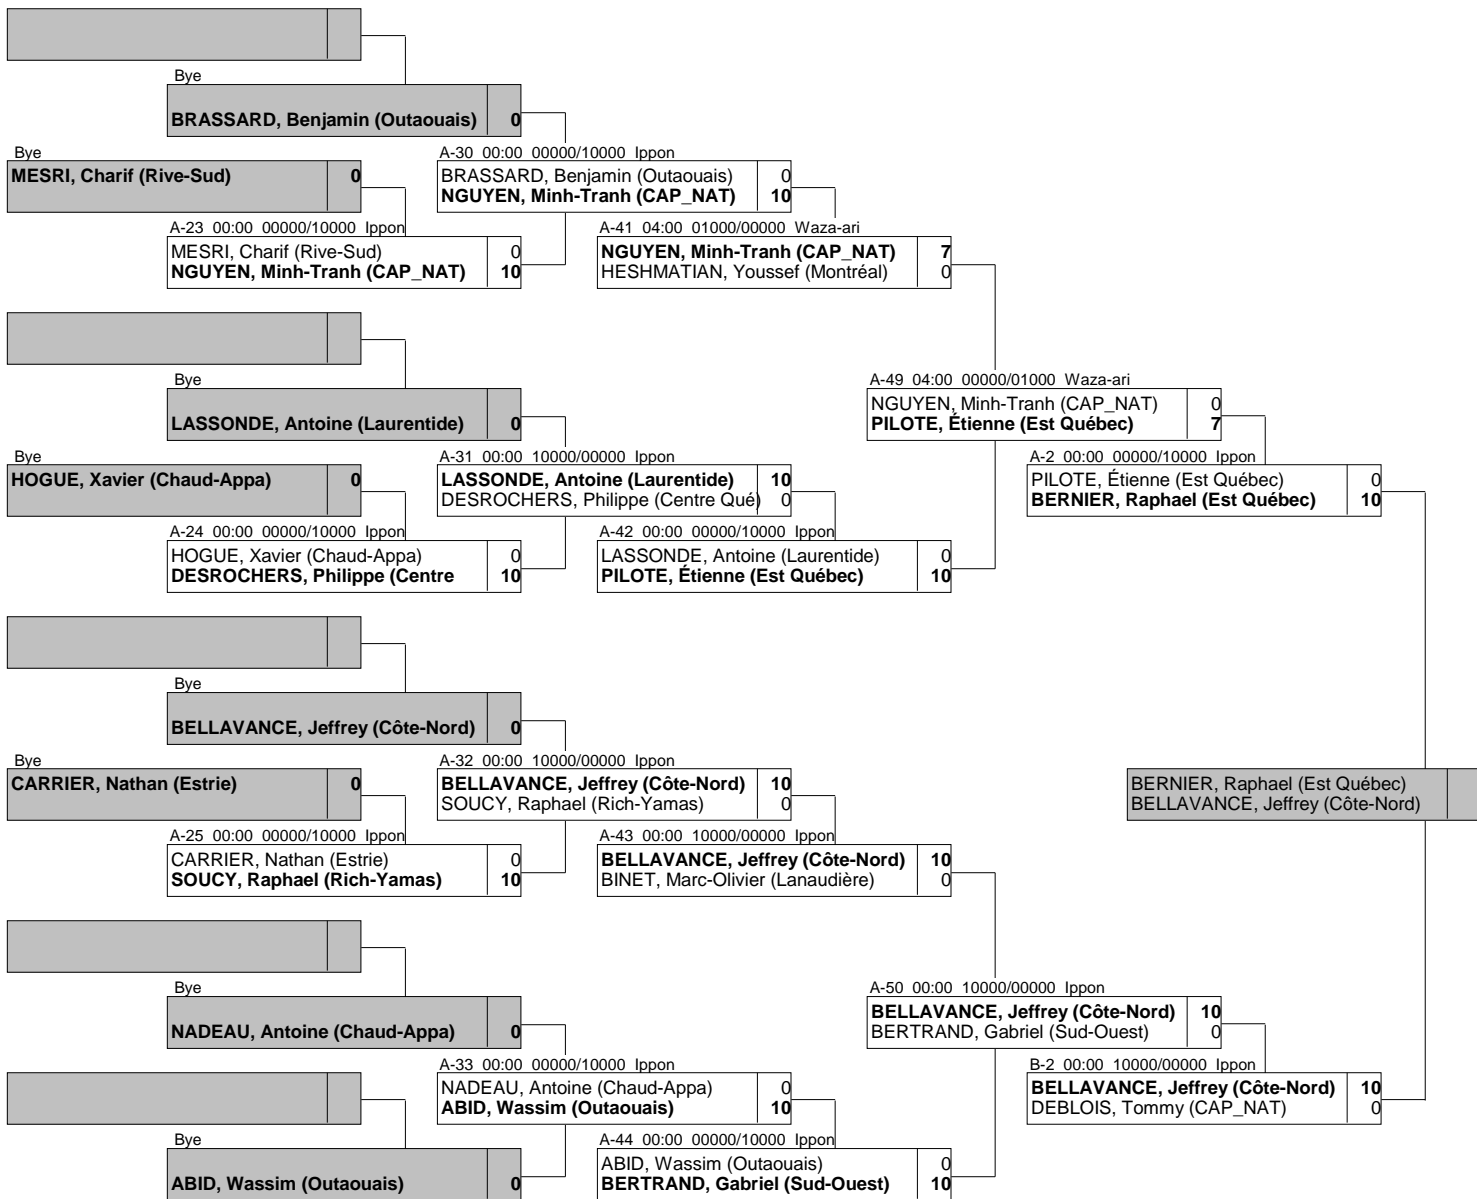 Bye
BRASSARD, Benjamin (Outaouais) 0
Bye
MESRI, Charif (Rive-Sud) 0
A-30 00:00 00000/10000 Ippon
BRASSARD, Benjamin (Outaouais) 0
NGUYEN, Minh-Tranh (CAP_NAT) 10
A-23 00:00 00000/10000 Ippon
MESRI, Charif (Rive-Sud) 0
NGUYEN, Minh-Tranh (CAP_NAT) 10
A-41 04:00 01000/00000 Waza-ari
NGUYEN, Minh-Tranh (CAP_NAT) 7
HESHMATIAN, Youssef (Montréal) 0
Bye
LASSONDE, Antoine (Laurentide) 0
A-49 04:00 00000/01000 Waza-ari
NGUYEN, Minh-Tranh (CAP_NAT) 0
PILOTE, Étienne (Est Québec) 7
Bye
HOGUE, Xavier (Chaud-Appa) 0
A-31 00:00 10000/00000 Ippon
LASSONDE, Antoine (Laurentide) 10
DESROCHERS, Philippe (Centre Qué) 0
A-2 00:00 00000/10000 Ippon
PILOTE, Étienne (Est Québec) 0
BERNIER, Raphael (Est Québec) 10
A-24 00:00 00000/10000 Ippon
HOGUE, Xavier (Chaud-Appa) 0
DESROCHERS, Philippe (Centre 10
A-42 00:00 00000/10000 Ippon
LASSONDE, Antoine (Laurentide) 0
PILOTE, Étienne (Est Québec) 10
Bye
BELLAVANCE, Jeffrey (Côte-Nord) 0
Bye
CARRIER, Nathan (Estrie) 0
A-32 00:00 10000/00000 Ippon
BELLAVANCE, Jeffrey (Côte-Nord) 10
SOUCY, Raphael (Rich-Yamas) 0
BERNIER, Raphael (Est Québec)
BELLAVANCE, Jeffrey (Côte-Nord)
A-25 00:00 00000/10000 Ippon
CARRIER, Nathan (Estrie) 0
SOUCY, Raphael (Rich-Yamas) 10
A-43 00:00 10000/00000 Ippon
BELLAVANCE, Jeffrey (Côte-Nord) 10
BINET, Marc-Olivier (Lanaudière) 0
Bye
NADEAU, Antoine (Chaud-Appa) 0
A-50 00:00 10000/00000 Ippon
BELLAVANCE, Jeffrey (Côte-Nord) 10
BERTRAND, Gabriel (Sud-Ouest) 0
A-33 00:00 00000/10000 Ippon
NADEAU, Antoine (Chaud-Appa) 0
ABID, Wassim (Outaouais) 10
B-2 00:00 10000/00000 Ippon
BELLAVANCE, Jeffrey (Côte-Nord) 10
DEBLOIS, Tommy (CAP_NAT) 0
Bye
ABID, Wassim (Outaouais) 0
A-44 00:00 00000/10000 Ippon
ABID, Wassim (Outaouais) 0
BERTRAND, Gabriel (Sud-Ouest) 10